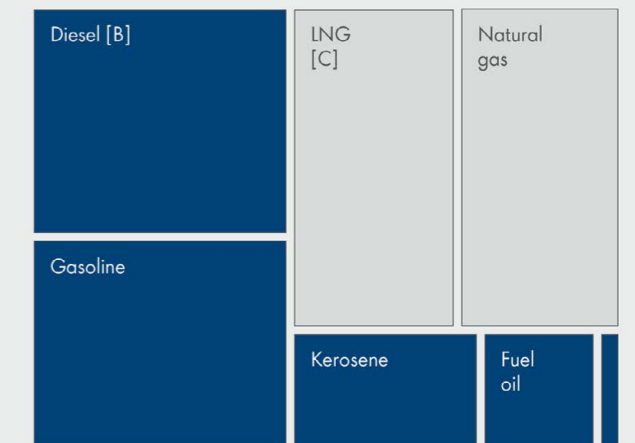 Diesel [B]
LNG
[C]
Natural
gas
Gasoline
Kerosene
Fuel
oil